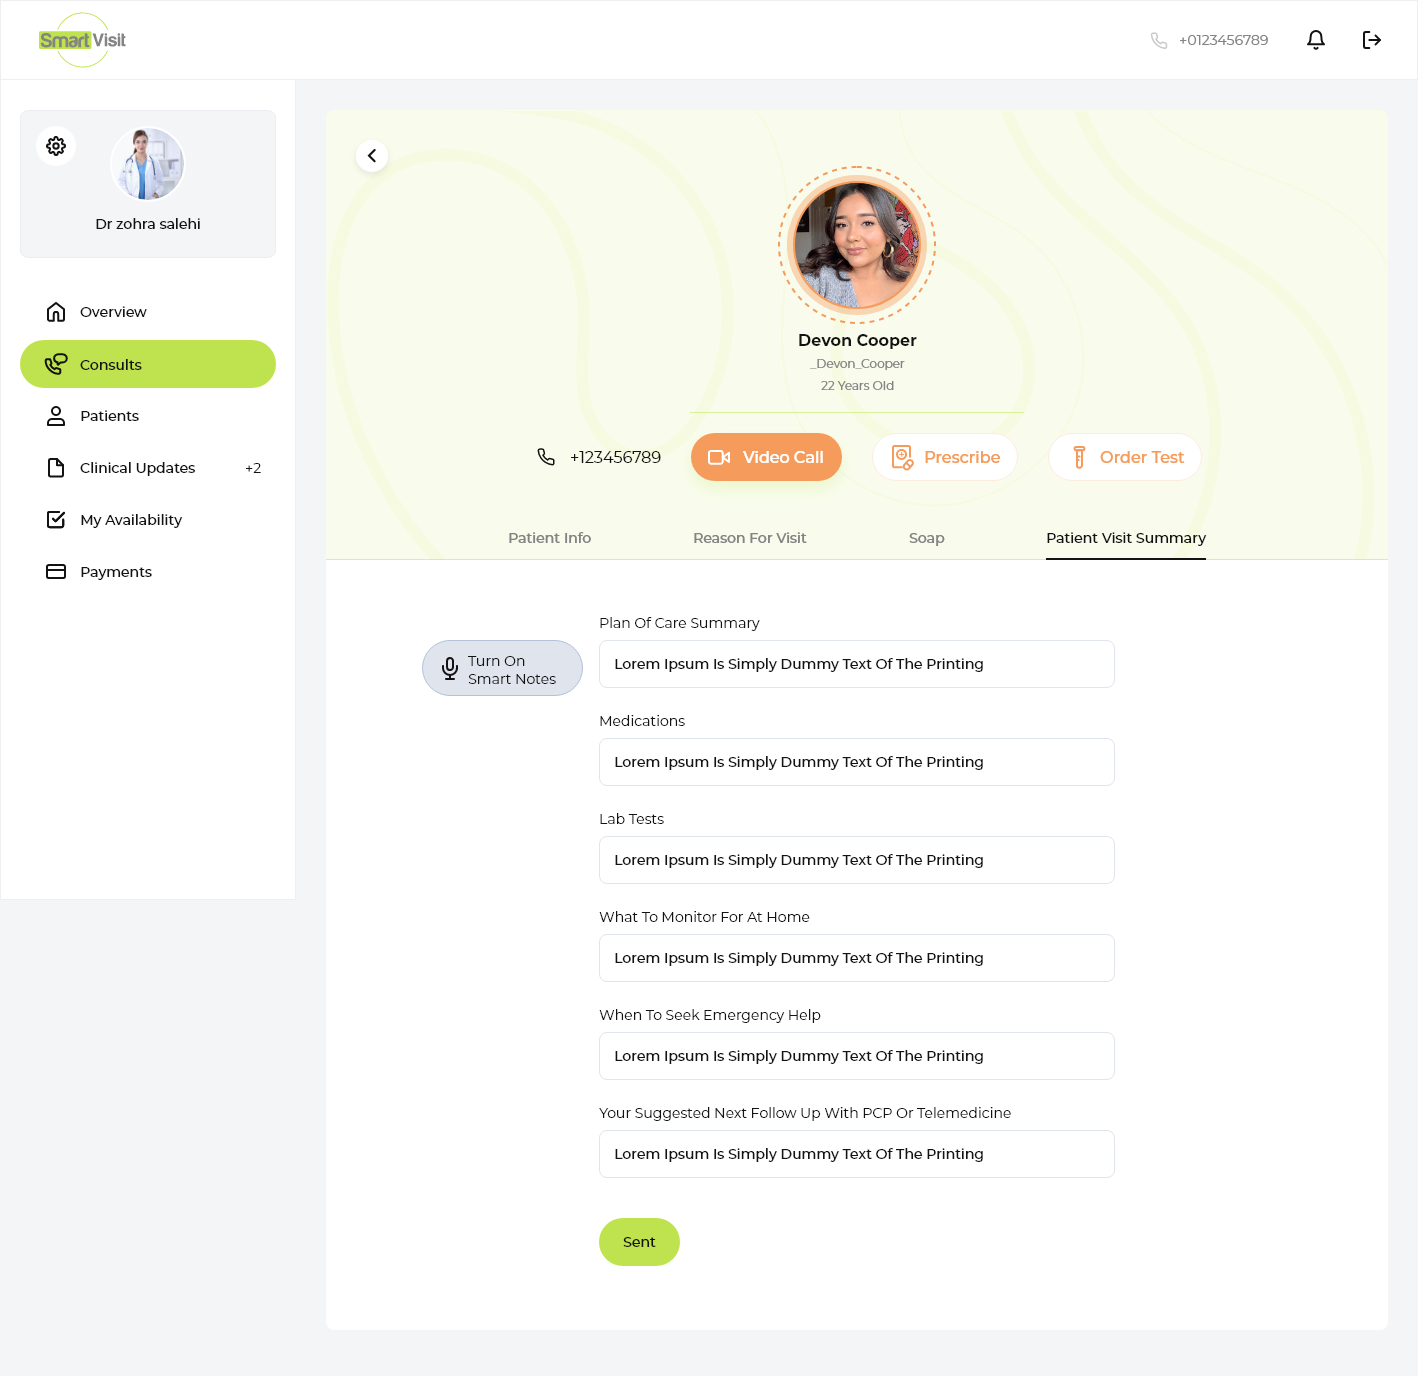 Smart Visit
+0123456789
Dr zohra salehi
Overview
Consults
Patients
Clinical Updates +2
My Availability
Payments
Devon Cooper
_Devon_Cooper
22 Years Old
+123456789
Video Call
Prescribe
Order Test
Patient Info
Reason For Visit
Soap
Patient Visit Summary
Turn On
Smart Notes
Plan Of Care Summary
Lorem Ipsum Is Simply Dummy Text Of The Printing
Medications
Lorem Ipsum Is Simply Dummy Text Of The Printing
Lab Tests
Lorem Ipsum Is Simply Dummy Text Of The Printing
What To Monitor For At Home
Lorem Ipsum Is Simply Dummy Text Of The Printing
When To Seek Emergency Help
Lorem Ipsum Is Simply Dummy Text Of The Printing
Your Suggested Next Follow Up With PCP Or Telemedicine
Lorem Ipsum Is Simply Dummy Text Of The Printing
Sent